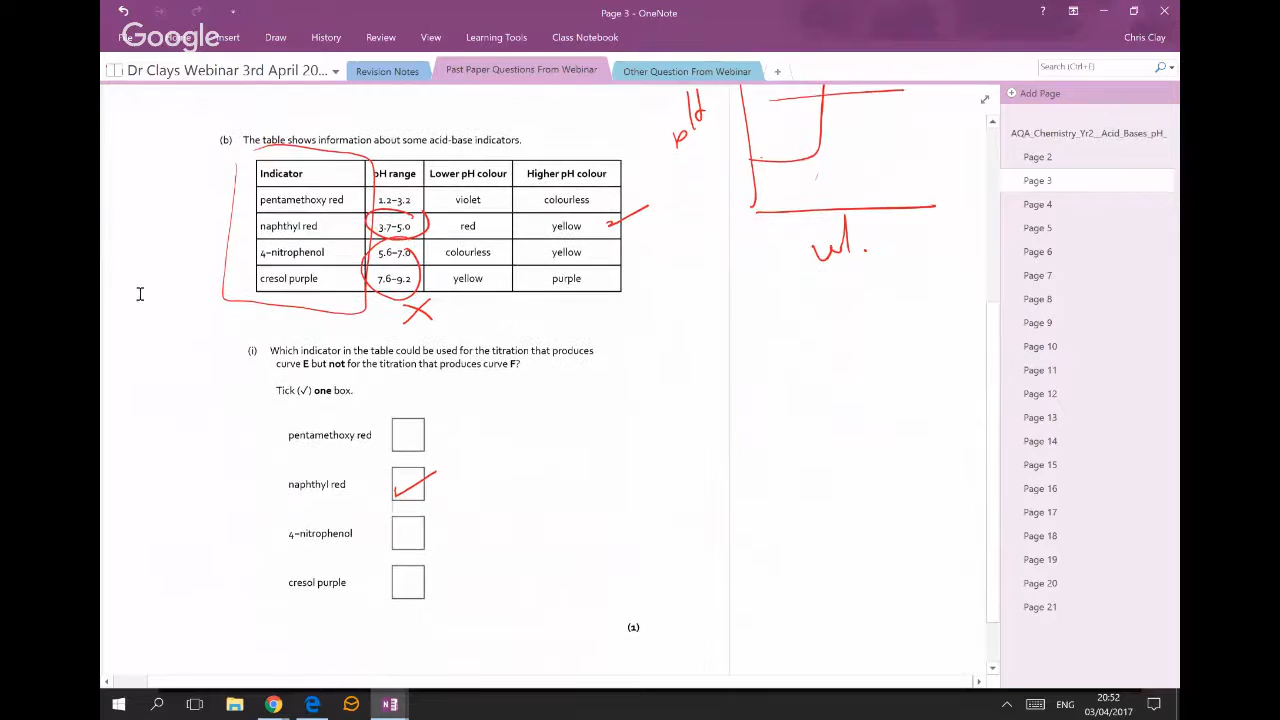 Page 3 - OneNote
Chris Clay
Google
Insert Draw History Review View Learning Tools Class Notebook
Dr Clays Webinar 3rd April 20...
Revision Notes
Past Paper Questions From Webinar
Other Question From Webinar
Search (Ctrl+E)
Add Page
AQA_Chemistry_Yr2__Acid_Bases_pH_
Page 2
Page 3
Page 4
Page 5
Page 6
Page 7
Page 8
Page 9
Page 10
Page 11
Page 12
Page 13
Page 14
Page 15
Page 16
Page 17
Page 18
Page 19
Page 20
Page 21
pH
vol.
(b) The table shows information about some acid-base indicators.
Indicator pH range Lower pH colour Higher pH colour
pentamethoxy red 1.2–3.2 violet colourless
naphthyl red 3.7–5.0 red yellow
4–nitrophenol 5.6–7.0 colourless yellow
cresol purple 7.6–9.2 yellow purple
(i) Which indicator in the table could be used for the titration that produces
curve E but not for the titration that produces curve F?
Tick (✓) one box.
pentamethoxy red
naphthyl red
4–nitrophenol
cresol purple
(1)
ENG
20:52
03/04/2017